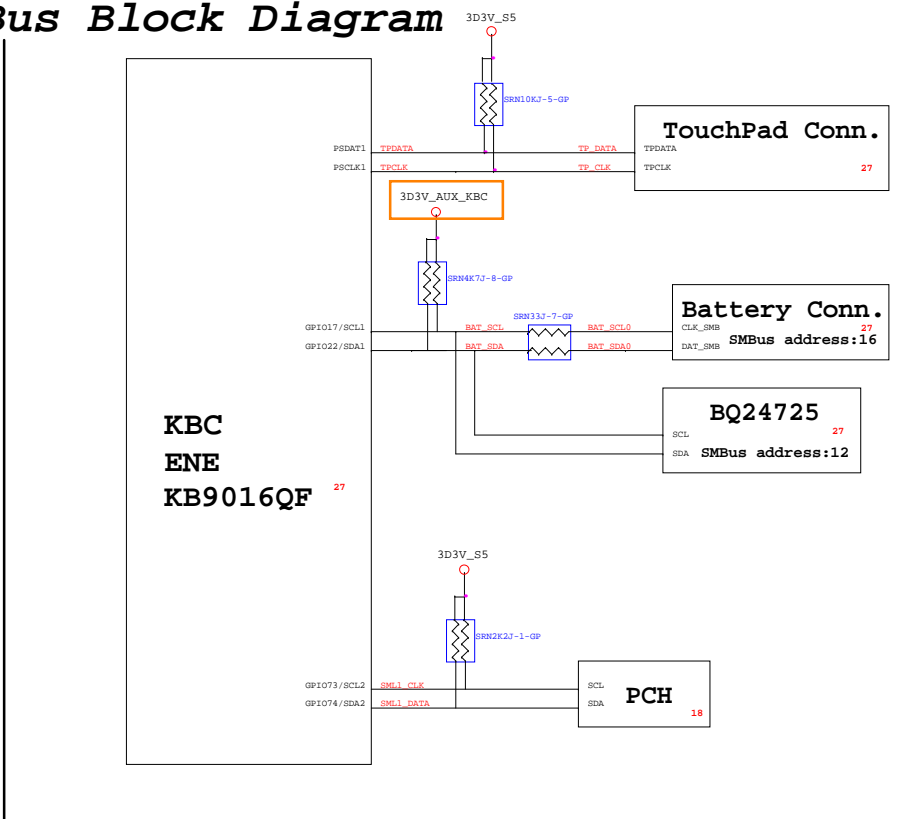 Bus Block Diagram
3D3V_S5
SRN10KJ-5-GP
TouchPad Conn.
PSDAT1 TPDATA TP_DATA TPDATA
PSCLK1 TPCLK TP_CLK TPCLK
27
3D3V_AUX_KBC
SRN4K7J-8-GP
Battery Conn.
SRN33J-7-GP
GPIO17/SCL1 BAT_SCL BAT_SCL0 CLK_SMB 27
GPIO22/SDA1 BAT_SDA BAT_SDA0 DAT_SMB SMBus address:16
BQ24725
SCL 27
SDA SMBus address:12
KBC
ENE
KB9016QF 27
3D3V_S5
SRN2K2J-1-GP
GPIO73/SCL2 SML1_CLK SCL
GPIO74/SDA2 SML1_DATA SDA
PCH
18